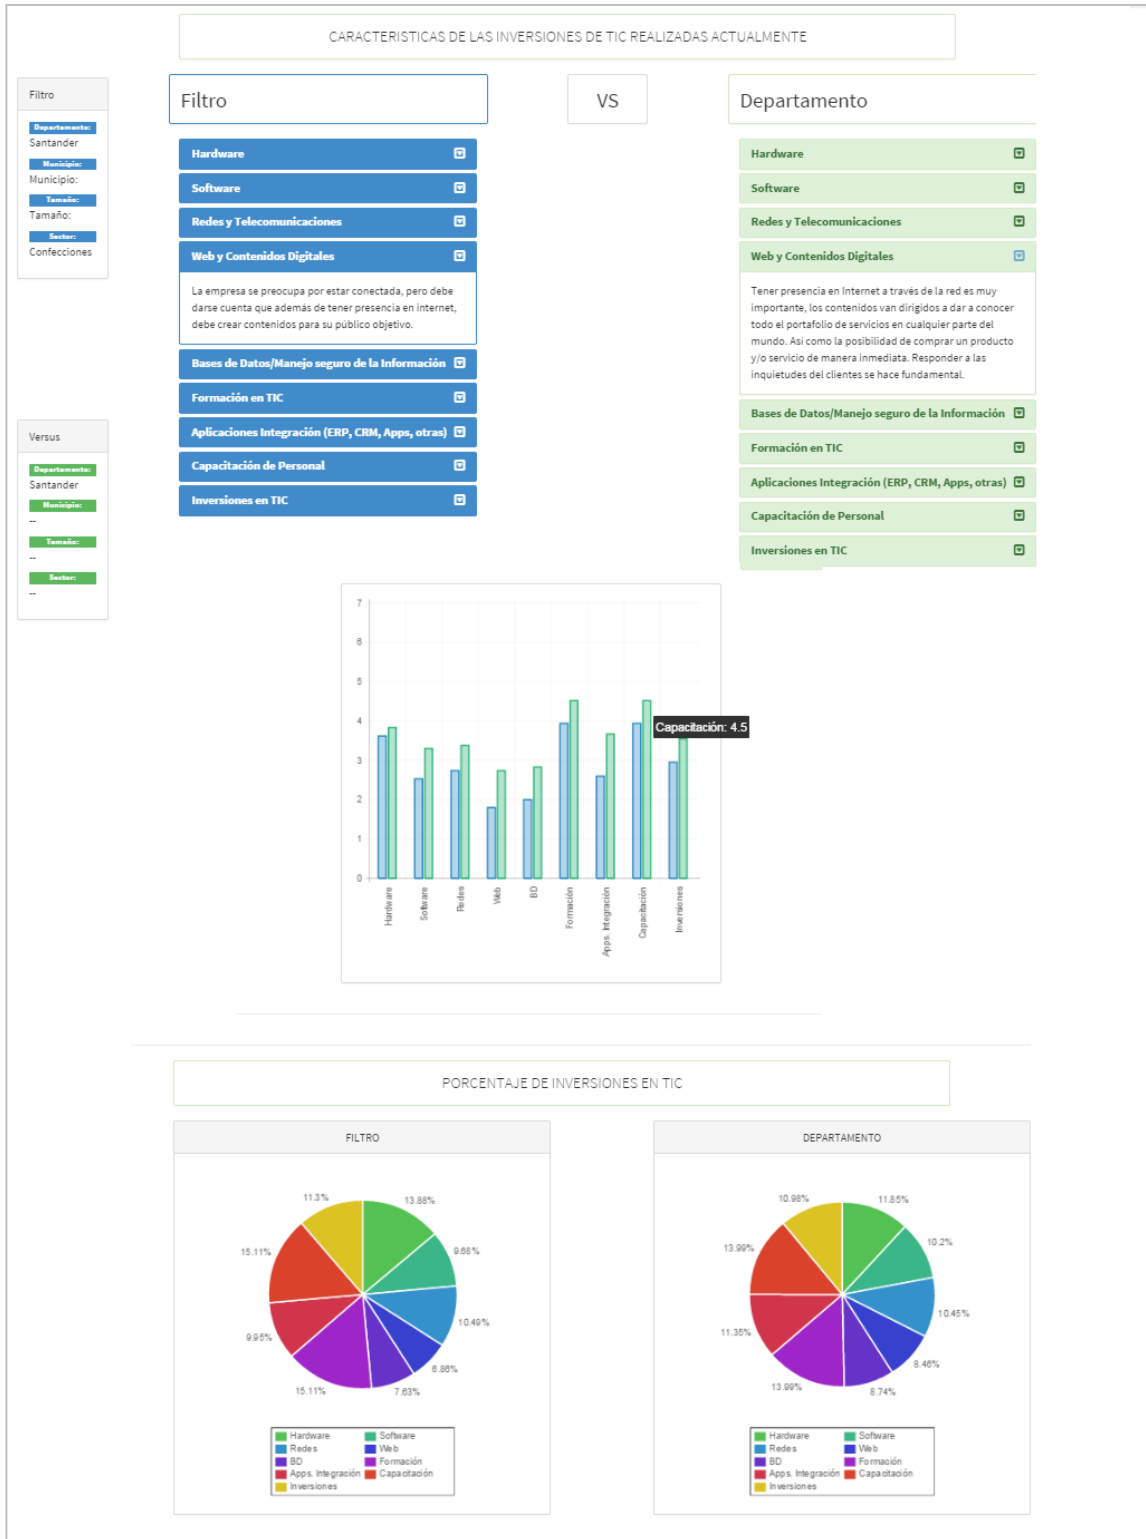 CARACTERISTICAS DE LAS INVERSIONES DE TIC REALIZADAS ACTUALMENTE
Filtro
Departamento:
Santander
Municipio:
Municipio:
Tamaño:
Tamaño:
Sector:
Confecciones
Versus
Departamento:
Santander
Municipio:
--
Tamaño:
--
Sector:
--
Filtro
Hardware
Software
Redes y Telecomunicaciones
Web y Contenidos Digitales
La empresa se preocupa por estar conectada, pero debe
darse cuenta que además de tener presencia en internet,
debe crear contenidos para su público objetivo.
Bases de Datos/Manejo seguro de la Información
Formación en TIC
Aplicaciones Integración (ERP, CRM, Apps, otras)
Capacitación de Personal
Inversiones en TIC
VS
Departamento
Hardware
Software
Redes y Telecomunicaciones
Web y Contenidos Digitales
Tener presencia en Internet a través de la red es muy
importante, los contenidos van dirigidos a dar a conocer
todo el portafolio de servicios en cualquier parte del
mundo. Así como la posibilidad de comprar un producto
y/o servicio de manera inmediata. Responder a las
inquietudes del clientes se hace fundamental.
Bases de Datos/Manejo seguro de la Información
Formación en TIC
Aplicaciones Integración (ERP, CRM, Apps, otras)
Capacitación de Personal
Inversiones en TIC
7
6
5
4
3
2
1
0
Capacitación: 4.5
Hardware
Software
Redes
Web
BD
Formación
Apps. Integración
Capacitación
Inversiones
PORCENTAJE DE INVERSIONES EN TIC
FILTRO
11.3%
13.88%
15.11%
9.68%
10.49%
9.95%
6.86%
15.11%
7.63%
Hardware
Software
Redes
Web
BD
Formación
Apps. Integración
Capacitación
Inversiones
DEPARTAMENTO
10.98%
11.85%
13.99%
10.2%
10.45%
11.35%
8.46%
13.99%
8.74%
Hardware
Software
Redes
Web
BD
Formación
Apps. Integración
Capacitación
Inversiones